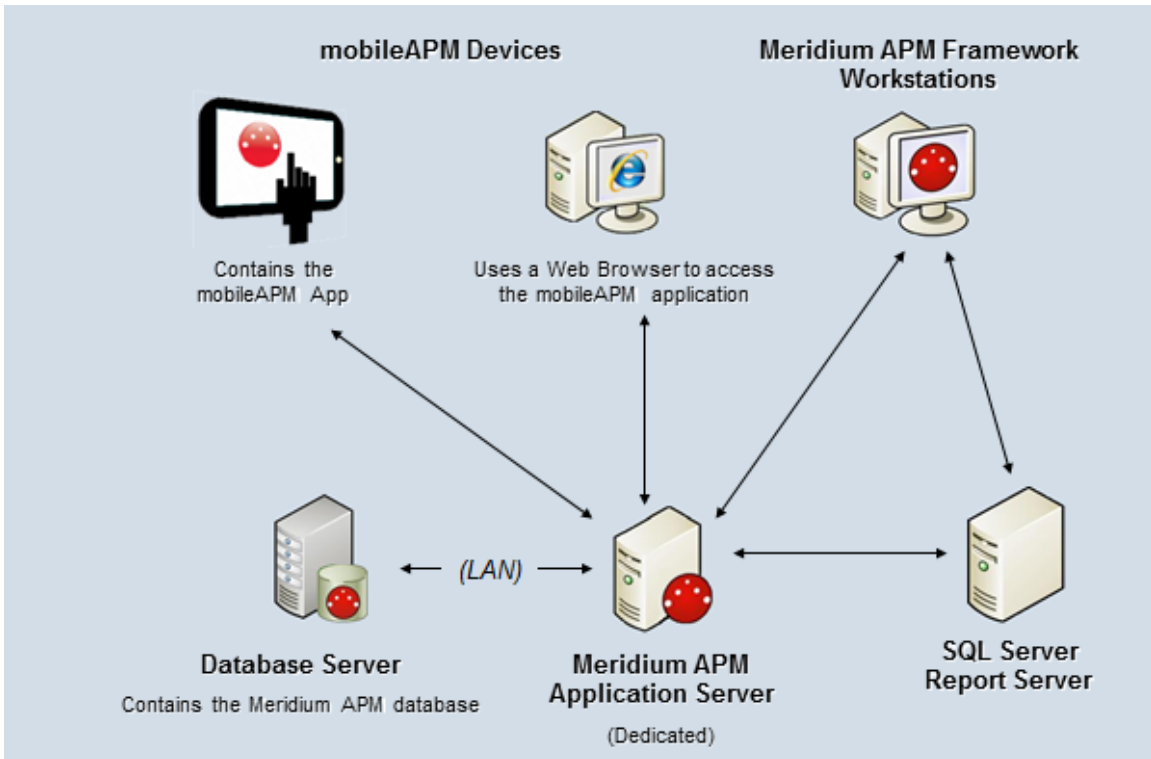 mobileAPM Devices
Meridium APM Framework
Workstations
Contains the
mobileAPM App
Uses a Web Browser to access
the mobileAPM application
(LAN)
Database Server
Contains the Meridium APM database
Meridium APM
Application Server
(Dedicated)
SQL Server
Report Server